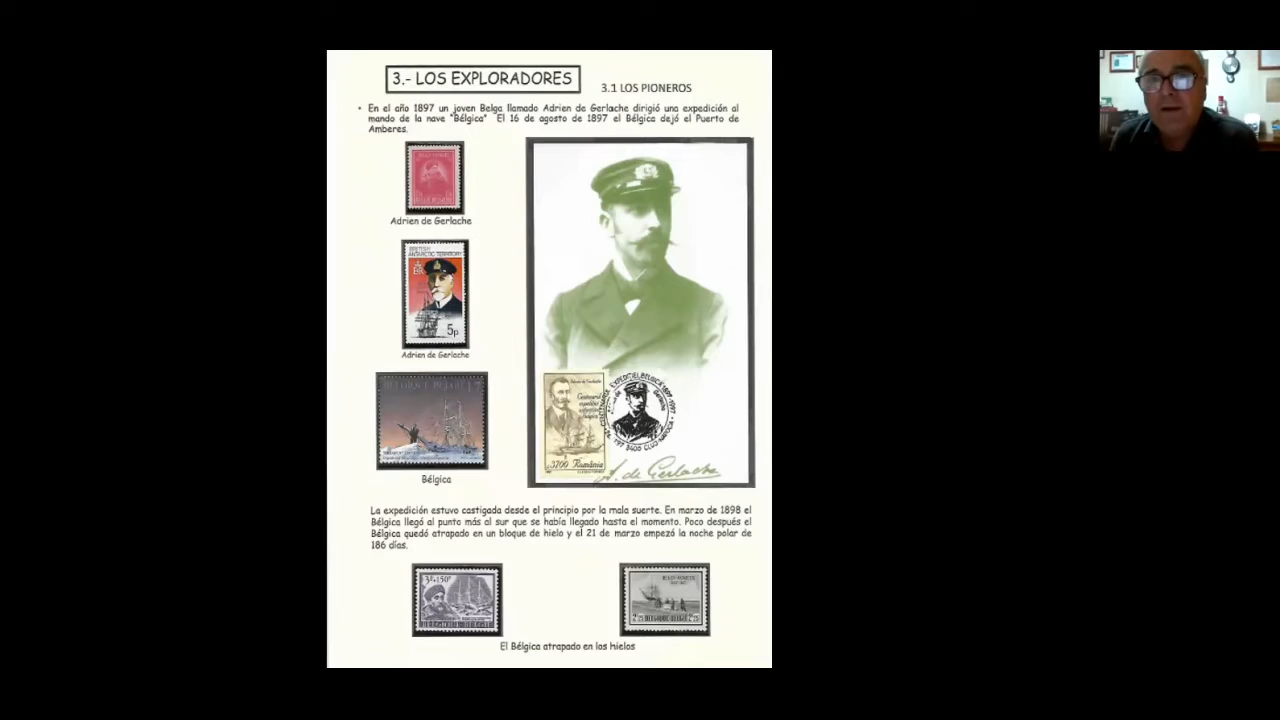 3.- LOS EXPLORADORES
3.1 LOS PIONEROS
• En el año 1897 un joven Belga llamado Adrien de Gerlache dirigió una expedición al
mando de la nave "Bélgica" El 16 de agosto de 1897 el Bélgica dejó el Puerto de
Amberes.
Adrien de Gerlache
BRITISH
ANTARCTIC TERRITORY
5p
Adrien de Gerlache
Bélgica
Adrien de Gerlache
3700 România
A. de Gerlache
La expedición estuvo castigada desde el principio por la mala suerte. En marzo de 1898 el
Bélgica llegó al punto más al sur que se había llegado hasta el momento. Poco después el
Bélgica quedó atrapado en un bloque de hielo y el 21 de marzo empezó la noche polar de
186 días.
El Bélgica atrapado en los hielos